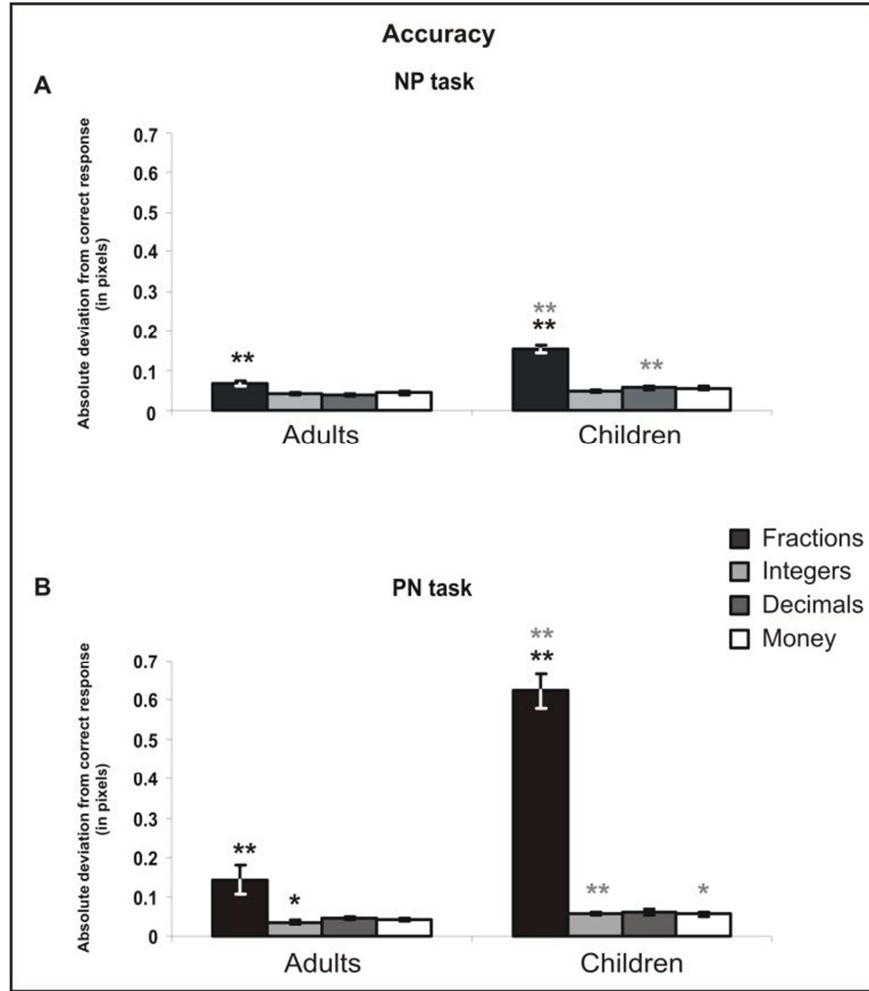 Accuracy
A
NP task
Absolute deviation from correct response
(in pixels)
0.7
0.6
0.5
0.4
0.3
0.2
0.1
0
**
**
**
**
Adults
Children
Fractions
Integers
Decimals
Money
B
PN task
Absolute deviation from correct response
(in pixels)
0.7
0.6
0.5
0.4
0.3
0.2
0.1
0
**
*
**
**
**
*
Adults
Children